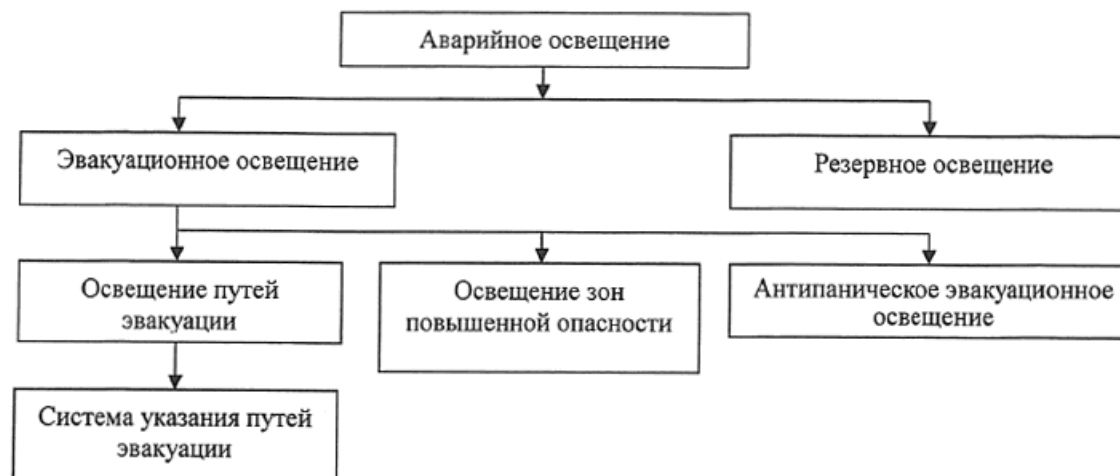 Аварийное освещение
Эвакуационное освещение
Резервное освещение
Освещение путей
эвакуации
Освещение зон
повышенной опасности
Антипаническое эвакуационное
освещение
Система указания путей
эвакуации